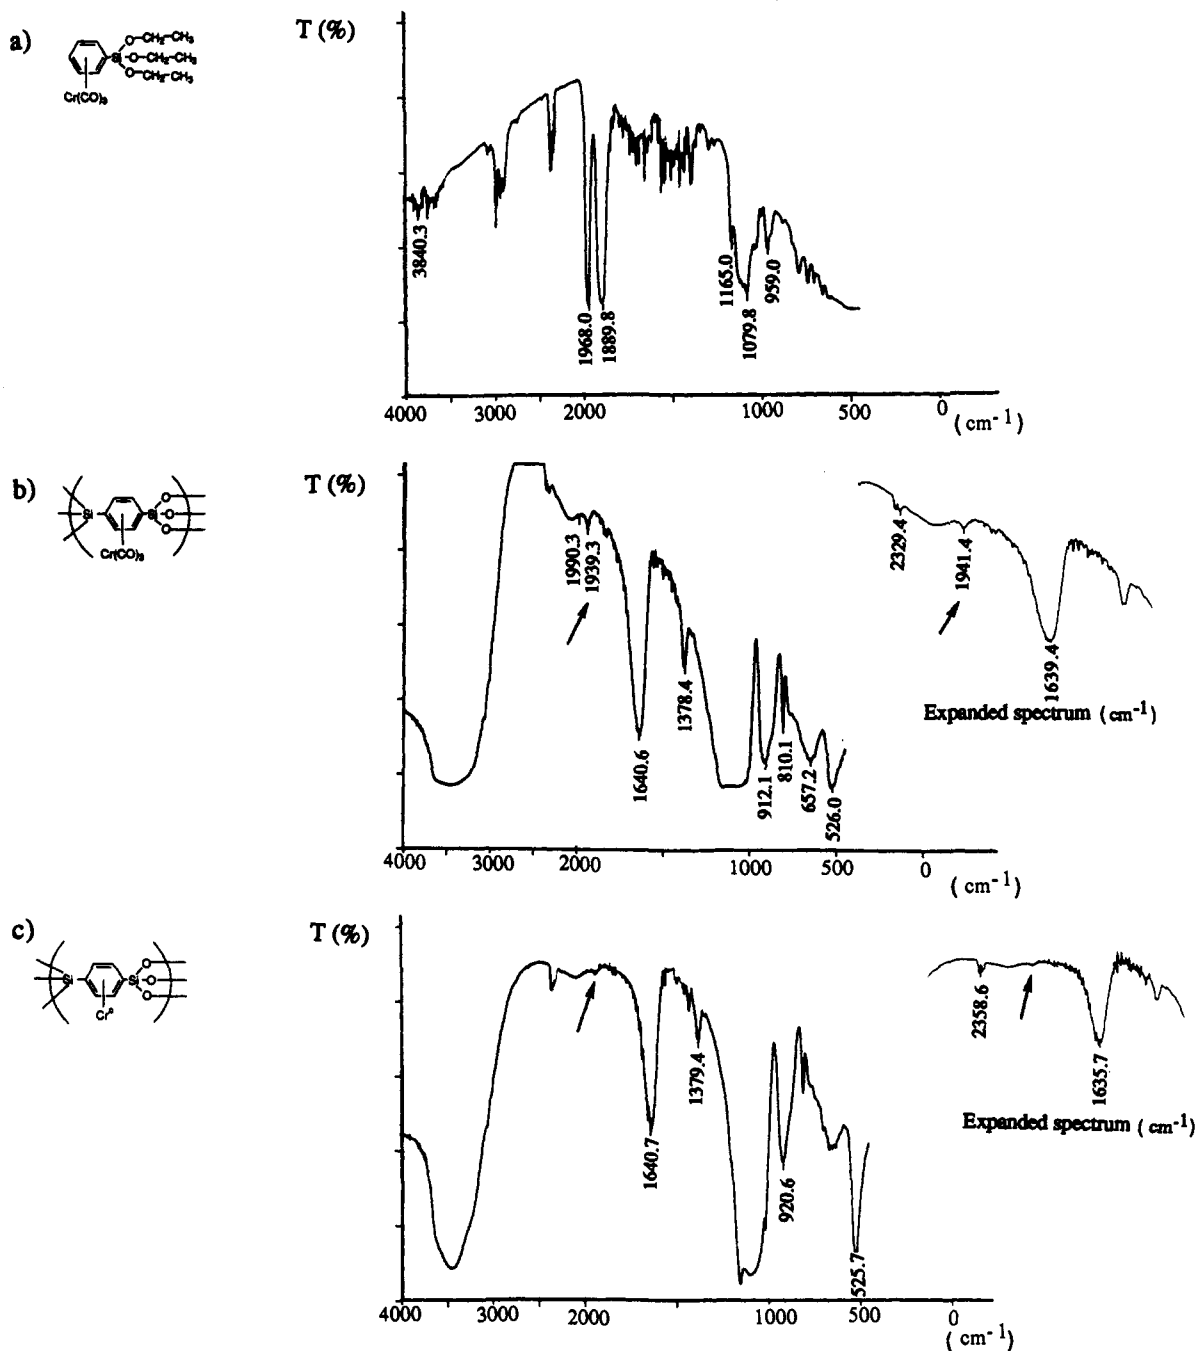 a)
O—CH₂—CH₃
Si—O—CH₂—CH₃
O—CH₂—CH₃
Cr(CO)₃
T (%)
3840.3
1968.0
1889.8
1165.0
1079.8
959.0
4000 3000 2000 1000 500 0
(cm⁻¹)
b)
Si Si O O O
Cr(CO)₃
T (%)
1990.3
1939.3
1640.6
1378.4
912.1
810.1
657.2
526.0
4000 3000 2000 1000 500 0
(cm⁻¹)
2329.4
1941.4
1639.4
Expanded spectrum (cm⁻¹)
c)
Si Si O O O
Cr⁰
T (%)
1640.7
1379.4
920.6
525.7
4000 3000 2000 1000 500 0
(cm⁻¹)
2358.6
1635.7
Expanded spectrum (cm⁻¹)